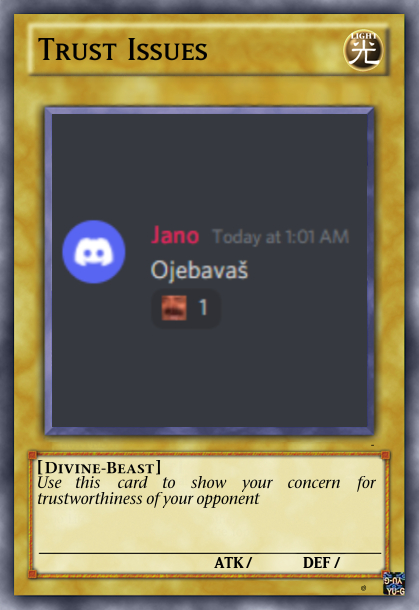 Trust Issues
LIGHT
光
Jano Today at 1:01 AM
Ojebavaš
1
[Divine-Beast]
Use this card to show your concern for
trustworthiness of your opponent
ATK / DEF /